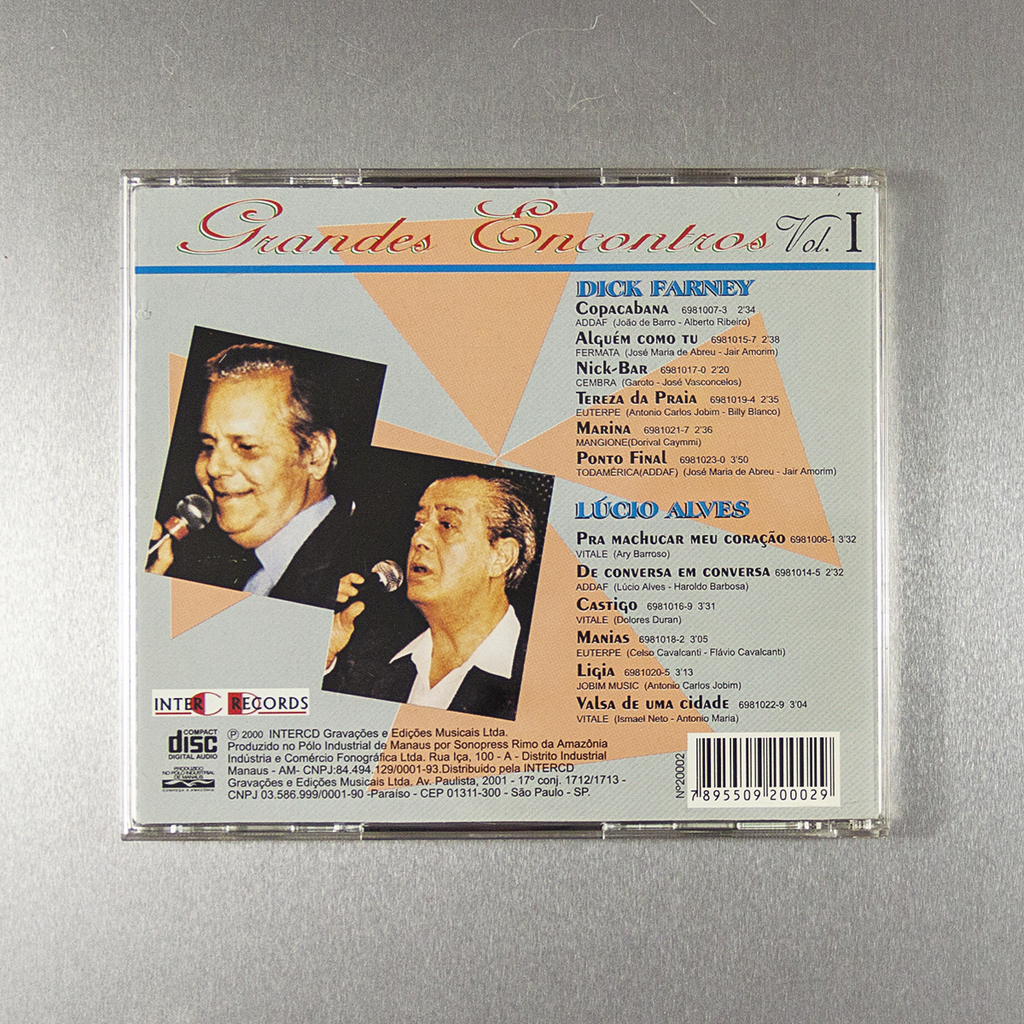 Grandes Encontros Vol. I
DICK FARNEY
Copacabana 6981007-3 2'34
ADDAF (João de Barro - Alberto Ribeiro)
Alguém como tu 6981015-7 2'38
FERMATA (José Maria de Abreu - Jair Amorim)
Nick-Bar 6981017-0 2'20
CEMBRA (Garoto - José Vasconcelos)
Tereza da Praia 6981019-4 2'35
EUTERPE (Antonio Carlos Jobim - Billy Blanco)
Marina 6981021-7 2'36
MANGIONE(Dorival Caymmi)
Ponto Final 6981023-0 3'50
TODAMÉRICA(ADDAF) (José Maria de Abreu - Jair Amorim)
LÚCIO ALVES
Pra machucar meu coração 6981006-1 3'32
VITALE (Ary Barroso)
De conversa em conversa 6981014-5 2'32
ADDAF (Lúcio Alves - Haroldo Barbosa)
Castigo 6981016-9 3'31
VITALE (Dolores Duran)
Manias 6981018-2 3'05
EUTERPE (Celso Cavalcanti - Flávio Cavalcanti)
Ligia 6981020-5 3'13
JOBIM MUSIC (Antonio Carlos Jobim)
Valsa de uma cidade 6981022-9 3'04
VITALE (Ismael Neto - Antonio Maria)
INTER CD RECORDS
COMPACT
disc
DIGITAL AUDIO
PRODUZIDO
NO PÓLO INDUSTRIAL
DE MANAUS
℗ 2000 INTERCD Gravações e Edições Musicais Ltda.
Produzido no Pólo Industrial de Manaus por Sonopress Rimo da Amazônia
Indústria e Comércio Fonográfica Ltda. Rua Iça, 100 - A - Distrito Industrial
Manaus - AM- CNPJ:84.494.129/0001-93.Distribuido pela INTERCD
Gravações e Edições Musicais Ltda. Av. Paulista, 2001 - 17º conj. 1712/1713 -
CNPJ 03.586.999/0001-90 -Paraíso - CEP 01311-300 - São Paulo - SP.
Nº20002
7895509200029